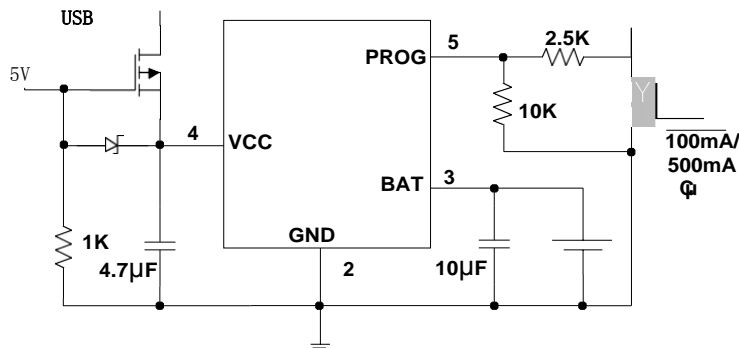 USB
5V
4
VCC
PROG
5
2.5K
10K
100mA/
500mA
BAT
3
GND
2
1K
4.7μF
10μF